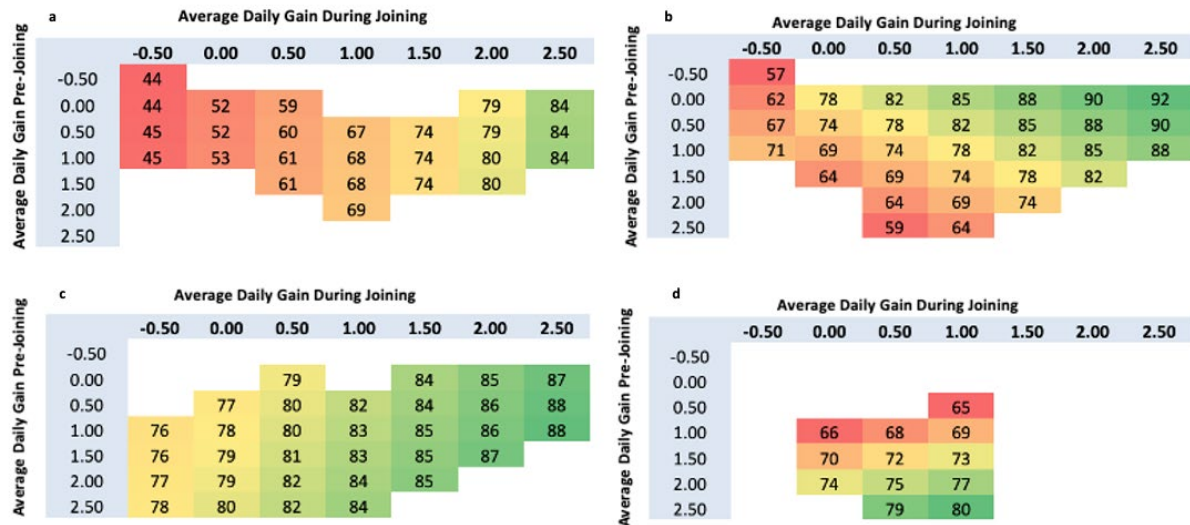 a
Average Daily Gain During Joining
Average Daily Gain Pre-Joining
-0.50 0.00 0.50 1.00 1.50 2.00 2.50
-0.50 44
0.00 44 52 59 79 84
0.50 45 52 60 67 74 79 84
1.00 45 53 61 68 74 80 84
1.50 61 68 74 80
2.00 69
2.50
b
Average Daily Gain During Joining
Average Daily Gain Pre-Joining
-0.50 0.00 0.50 1.00 1.50 2.00 2.50
-0.50 57
0.00 62 78 82 85 88 90 92
0.50 67 74 78 82 85 88 90
1.00 71 69 74 78 82 85 88
1.50 64 69 74 78 82
2.00 64 69 74
2.50 59 64
c
Average Daily Gain During Joining
Average Daily Gain Pre-Joining
-0.50 0.00 0.50 1.00 1.50 2.00 2.50
-0.50
0.00 79 84 85 87
0.50 77 80 82 84 86 88
1.00 76 78 80 83 85 86 88
1.50 76 79 81 83 85 87
2.00 77 79 82 84 85
2.50 78 80 82 84
d
Average Daily Gain During Joining
Average Daily Gain Pre-Joining
-0.50 0.00 0.50 1.00 1.50 2.00 2.50
-0.50
0.00
0.50 65
1.00 66 68 69
1.50 70 72 73
2.00 74 75 77
2.50 79 80